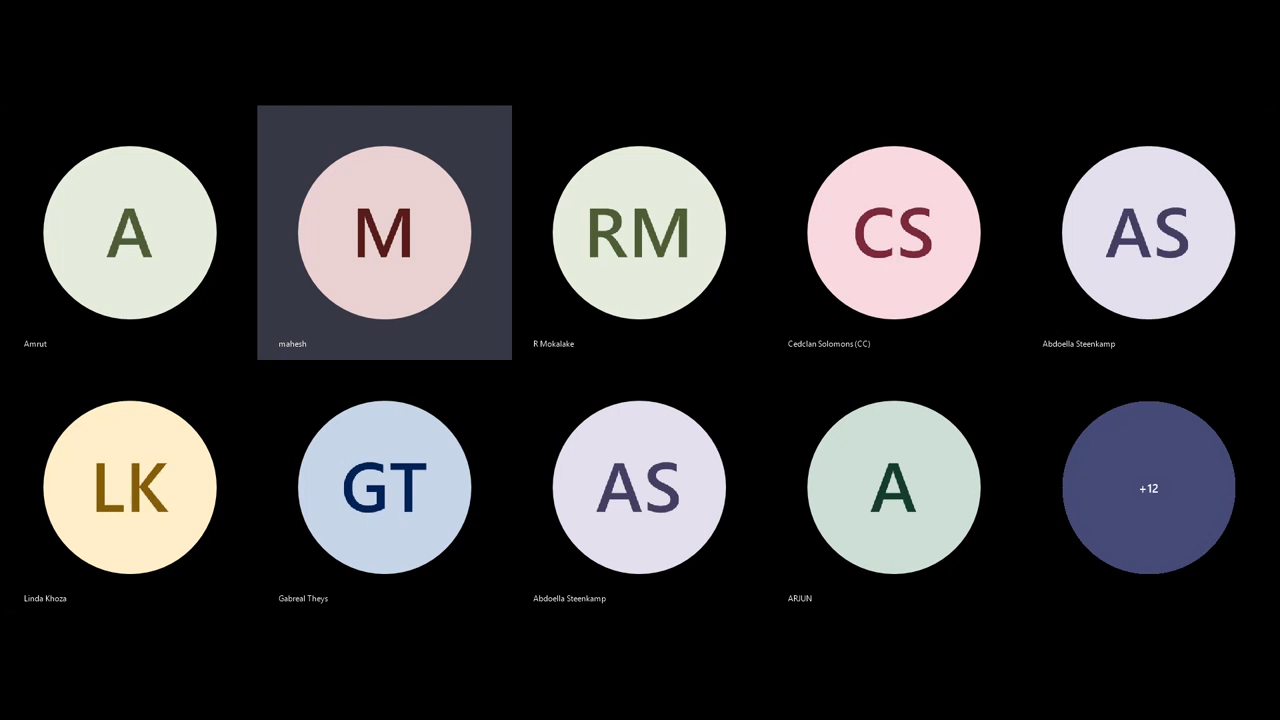 A
M
RM
CS
AS
Amrut
mahesh
R Mokalake
Cedclan Solomons (CC)
Abdoella Steenkamp
LK
GT
AS
A
+12
Linda Khoza
Gabreal Theys
Abdoella Steenkamp
ARJUN